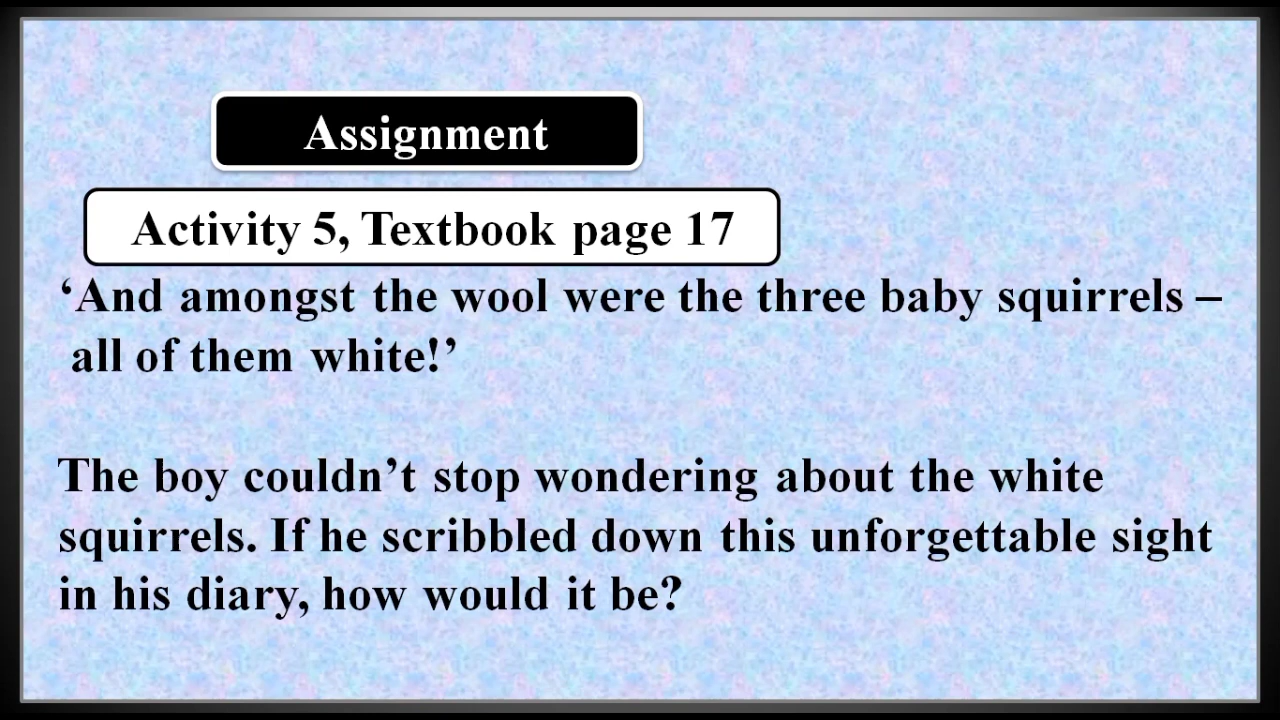 Assignment
Activity 5, Textbook page 17
‘And amongst the wool were the three baby squirrels –
all of them white!’
The boy couldn’t stop wondering about the white
squirrels. If he scribbled down this unforgettable sight
in his diary, how would it be?